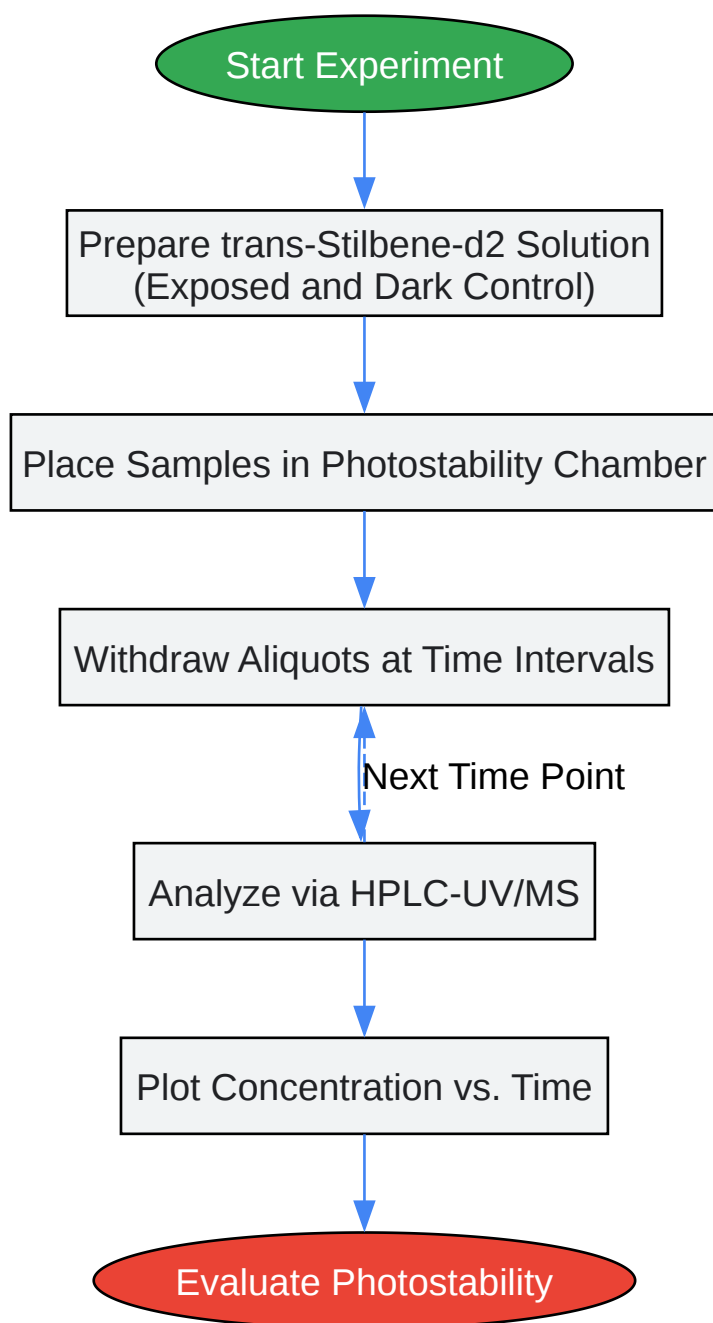 Start Experiment
Prepare trans-Stilbene-d2 Solution
(Exposed and Dark Control)
Place Samples in Photostability Chamber
Withdraw Aliquots at Time Intervals
Next Time Point
Analyze via HPLC-UV/MS
Plot Concentration vs. Time
Evaluate Photostability